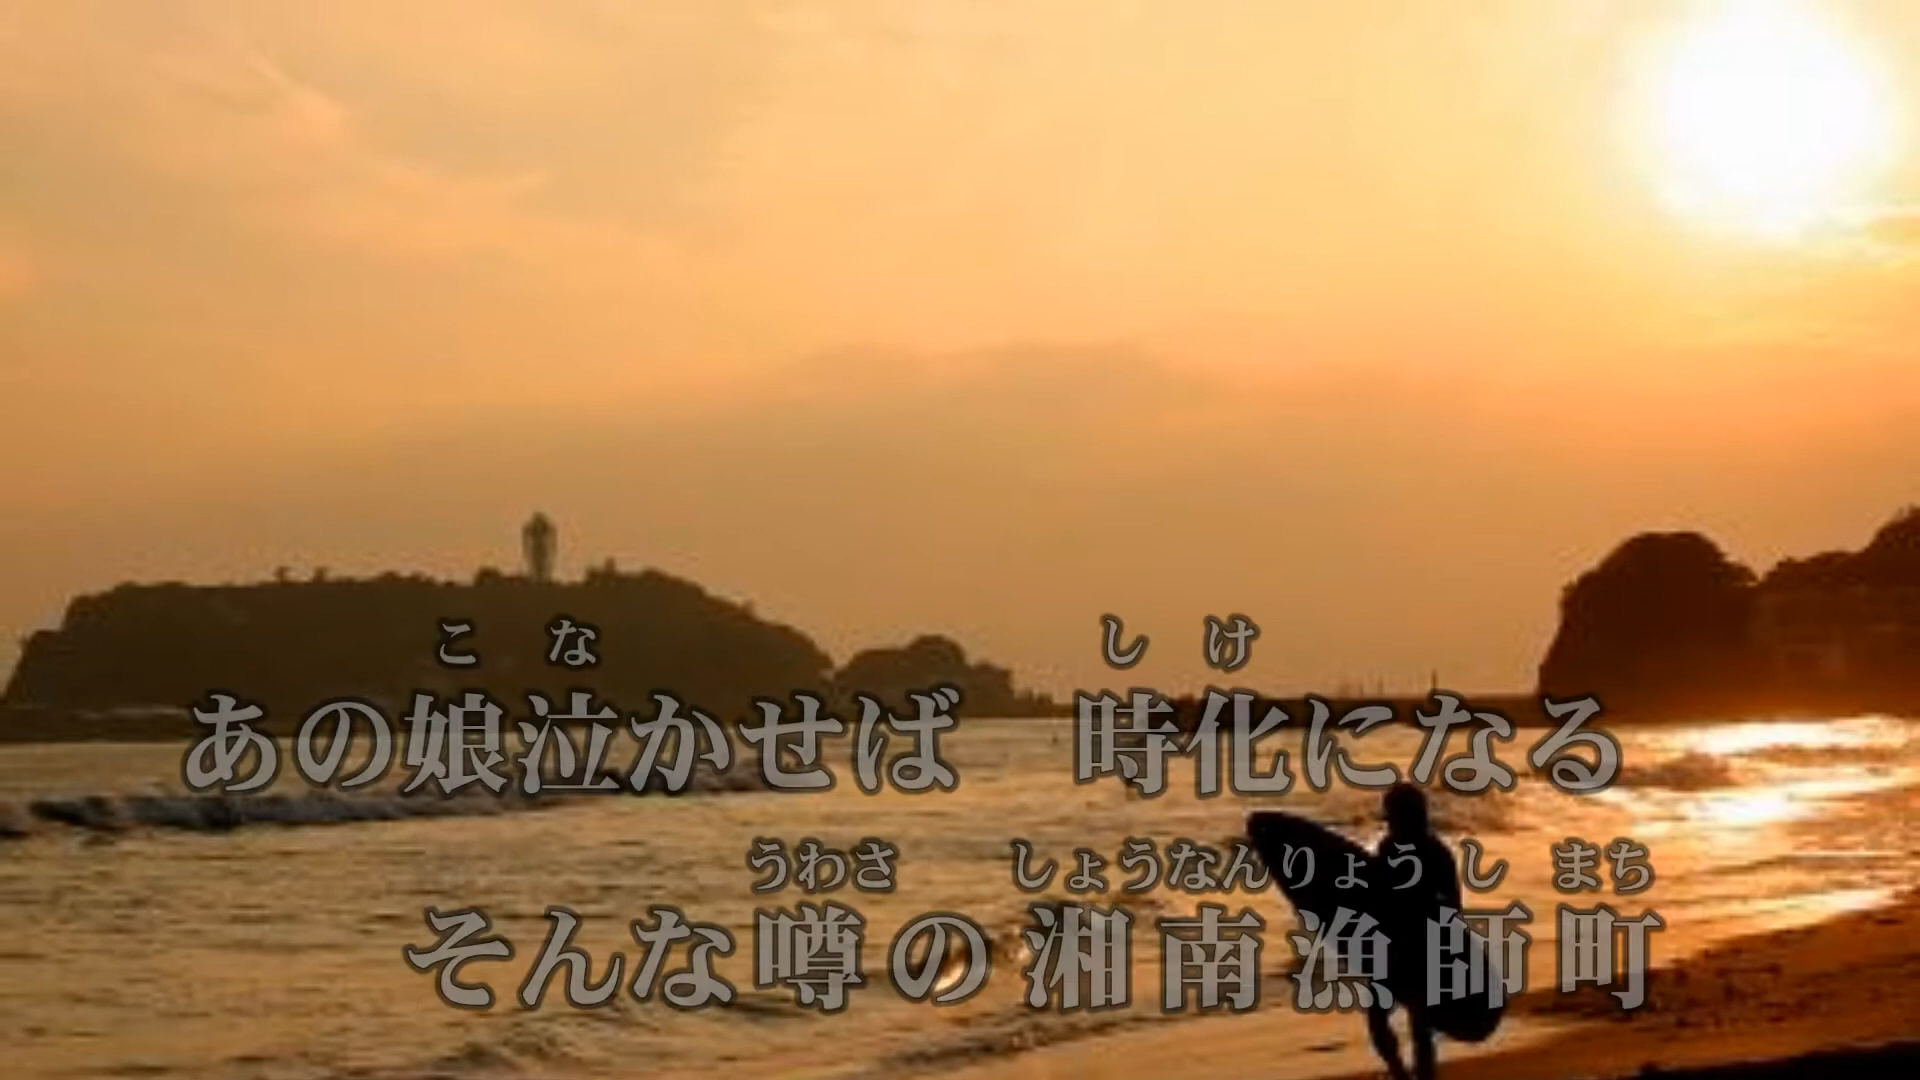 こ な し け
あの娘泣かせば 時化になる
うわさ しょうなんりょう し まち
そんな噂の湘南漁師町